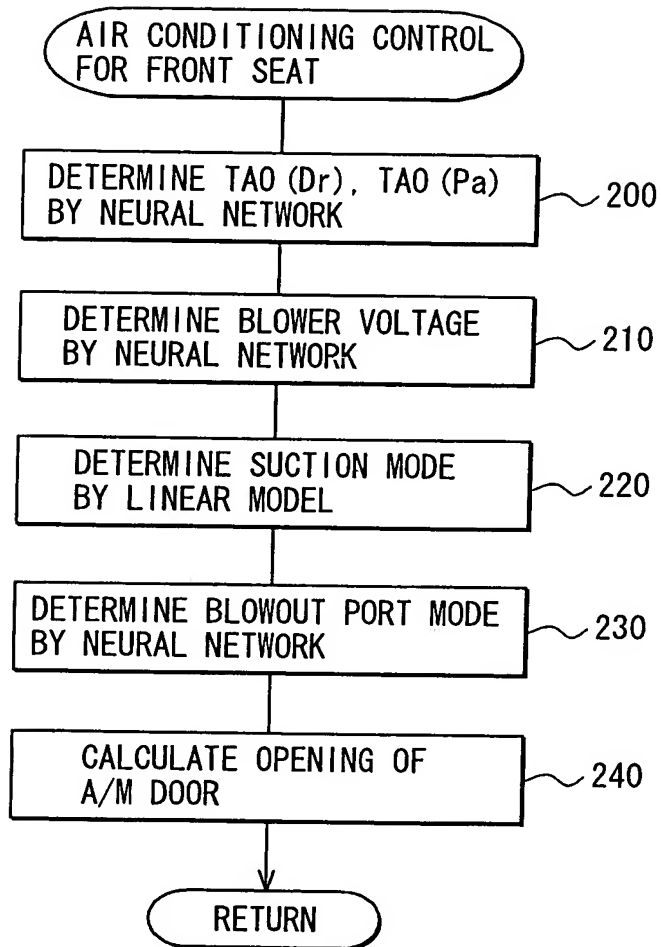 AIR CONDITIONING CONTROL
FOR FRONT SEAT
DETERMINE TAO (Dr), TAO (Pa)
BY NEURAL NETWORK
200
DETERMINE BLOWER VOLTAGE
BY NEURAL NETWORK
210
DETERMINE SUCTION MODE
BY LINEAR MODEL
220
DETERMINE BLOWOUT PORT MODE
BY NEURAL NETWORK
230
CALCULATE OPENING OF
A/M DOOR
240
RETURN